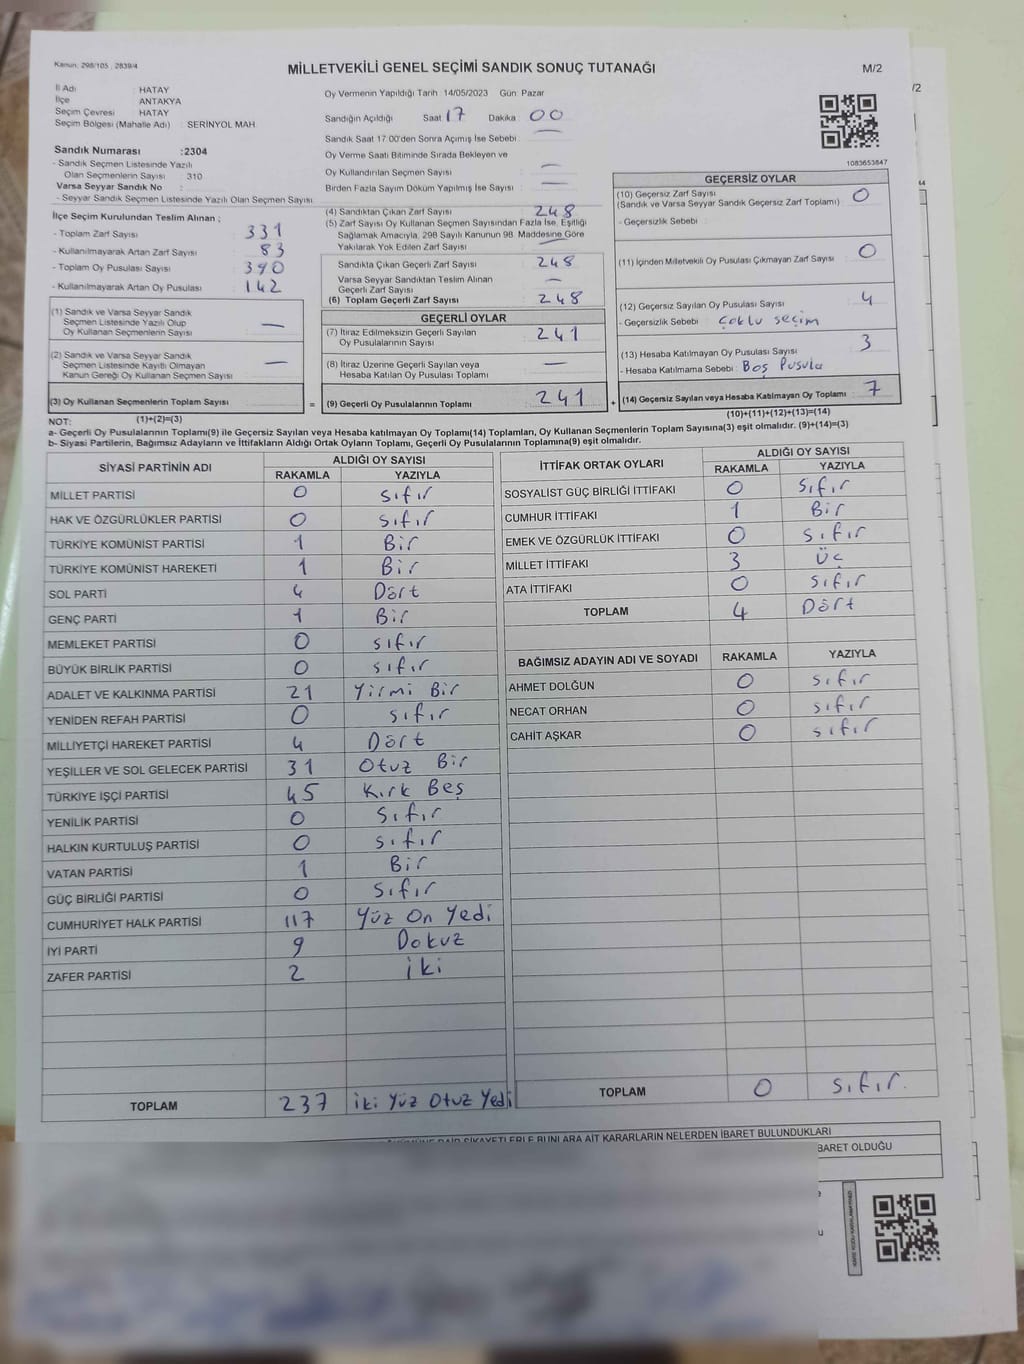 Kanun: 298/105 , 2839/4
MİLLETVEKİLİ GENEL SEÇİMİ SANDIK SONUÇ TUTANAĞI
M/2
/2
İl Adı : HATAY
İlçe : ANTAKYA
Seçim Çevresi : HATAY
Seçim Bölgesi (Mahalle Adı) : SERİNYOL MAH
Sandık Numarası :2304
- Sandık Seçmen Listesinde Yazılı
Olan Seçmenlerin Sayısı : 310
Varsa Seyyar Sandık No :
- Seyyar Sandık Seçmen Listesinde Yazılı Olan Seçmen Sayısı
İlçe Seçim Kurulundan Teslim Alınan ;
- Toplam Zarf Sayısı : 331
- Kullanılmayarak Artan Zarf Sayısı : 83
- Toplam Oy Pusulası Sayısı : 390
- Kullanılmayarak Artan Oy Pusulası : 142
(1) Sandık ve Varsa Seyyar Sandık
Seçmen Listesinde Yazılı Olup
Oy Kullanan Seçmenlerin Sayısı : —
(2) Sandık ve Varsa Seyyar Sandık
Seçmen Listesinde Kayıtlı Olmayan
Kanun Gereği Oy Kullanan Seçmen Sayısı : —
(3) Oy Kullanan Seçmenlerin Toplam Sayısı :
Oy Vermenin Yapıldığı Tarih 14/05/2023 Gün: Pazar
Sandığın Açıldığı Saat 17 Dakika 00
Sandık Saat 17:00'den Sonra Açımış İse Sebebi : —
Oy Verme Saati Bitiminde Sırada Bekleyen ve
Oy Kullandırılan Seçmen Sayısı : —
Birden Fazla Sayım Döküm Yapılmış İse Sayısı : —
(4) Sandıktan Çıkan Zarf Sayısı : 248
(5) Zarf Sayısı Oy Kullanan Seçmen Sayısından Fazla İse, Eşitliği
Sağlamak Amacıyla, 298 Sayılı Kanunun 98. Maddesine Göre
Yakılarak Yok Edilen Zarf Sayısı : —
Sandıkta Çıkan Geçerli Zarf Sayısı : 248
Varsa Seyyar Sandıktan Teslim Alınan
Geçerli Zarf Sayısı : —
(6) Toplam Geçerli Zarf Sayısı : 248
GEÇERLİ OYLAR
(7) İtiraz Edilmeksizin Geçerli Sayılan
Oy Pusulalarının Sayısı : 241
(8) İtiraz Üzerine Geçerli Sayılan veya
Hesaba Katılan Oy Pusulası Toplamı : —
= (9) Geçerli Oy Pusulalarının Toplamı : 241
1083653847
44
GEÇERSİZ OYLAR
(10) Geçersiz Zarf Sayısı : 0
(Sandık ve Varsa Seyyar Sandık Geçersiz Zarf Toplamı)
- Geçersizlik Sebebi :
(11) İçinden Milletvekili Oy Pusulası Çıkmayan Zarf Sayısı : 0
(12) Geçersiz Sayılan Oy Pusulası Sayısı : 4
- Geçersizlik Sebebi : Çoklu seçim
(13) Hesaba Katılmayan Oy Pusulası Sayısı : 3
- Hesaba Katılmama Sebebi : Boş Pusula
+ (14) Geçersiz Sayılan veya Hesaba Katılmayan Oy Toplamı : 7
NOT: (1)+(2)=(3)
(10)+(11)+(12)+(13)=(14)
a- Geçerli Oy Pusulalarının Toplamı(9) ile Geçersiz Sayılan veya Hesaba katılmayan Oy Toplamı(14) Toplamları, Oy Kullanan Seçmenlerin Toplam Sayısına(3) eşit olmalıdır. (9)+(14)=(3)
b- Siyasi Partilerin, Bağımsız Adayların ve İttifakların Aldığı Ortak Oyların Toplamı, Geçerli Oy Pusulalarının Toplamına(9) eşit olmalıdır.
SİYASİ PARTİNİN ADI
ALDIĞI OY SAYISI
RAKAMLA YAZIYLA
MİLLET PARTİSİ 0 Sıfır
HAK VE ÖZGÜRLÜKLER PARTİSİ 0 Sıfır
TÜRKİYE KOMÜNİST PARTİSİ 1 Bir
TÜRKİYE KOMÜNİST HAREKETİ 1 Bir
SOL PARTİ 4 Dört
GENÇ PARTİ 1 Bir
MEMLEKET PARTİSİ 0 sıfır
BÜYÜK BİRLİK PARTİSİ 0 sıfır
ADALET VE KALKINMA PARTİSİ 21 Yirmi Bir
YENİDEN REFAH PARTİSİ 0 sıfır
MİLLİYETÇİ HAREKET PARTİSİ 4 Dört
YEŞİLLER VE SOL GELECEK PARTİSİ 31 Otuz Bir
TÜRKİYE İŞÇİ PARTİSİ 45 Kırk Beş
YENİLİK PARTİSİ 0 Sıfır
HALKIN KURTULUŞ PARTİSİ 0 Sıfır
VATAN PARTİSİ 1 Bir
GÜÇ BİRLİĞİ PARTİSİ 0 Sıfır
CUMHURİYET HALK PARTİSİ 117 Yüz On Yedi
İYİ PARTİ 9 Dokuz
ZAFER PARTİSİ 2 İki
TOPLAM 237 İki Yüz Otuz Yedi
İTTİFAK ORTAK OYLARI
ALDIĞI OY SAYISI
RAKAMLA YAZIYLA
SOSYALİST GÜÇ BİRLİĞİ İTTİFAKI 0 Sıfır
CUMHUR İTTİFAKI 1 Bir
EMEK VE ÖZGÜRLÜK İTTİFAKI 0 Sıfır
MİLLET İTTİFAKI 3 Üç
ATA İTTİFAKI 0 Sıfır
TOPLAM 4 Dört
BAĞIMSIZ ADAYIN ADI VE SOYADI RAKAMLA YAZIYLA
AHMET DOLĞUN 0 Sıfır
NECAT ORHAN 0 Sıfır
CAHİT AŞKAR 0 Sıfır
TOPLAM 0 Sıfır.
ŞİKAYETLERLE BUNLARA AİT KARARLARIN NELERDEN İBARET BULUNDUKLARI
BARET OLDUĞU